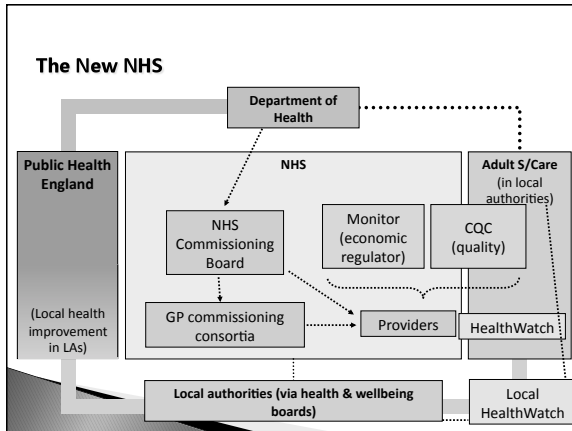 The New NHS
Department of
Health
Public Health
England
(Local health
improvement
in LAs)
NHS
NHS
Commissioning
Board
GP commissioning
consortia
Monitor
(economic
regulator)
CQC
(quality)
Providers
Adult S/Care
(in local
authorities)
HealthWatch
Local authorities (via health & wellbeing
boards)
Local
HealthWatch